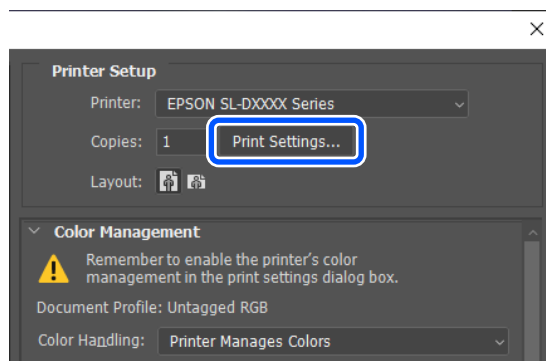 Printer Setup
Printer: EPSON SL-DXXXX Series
Copies: 1 Print Settings...
Layout:
Color Management
Remember to enable the printer's color
management in the print settings dialog box.
Document Profile: Untagged RGB
Color Handling: Printer Manages Colors